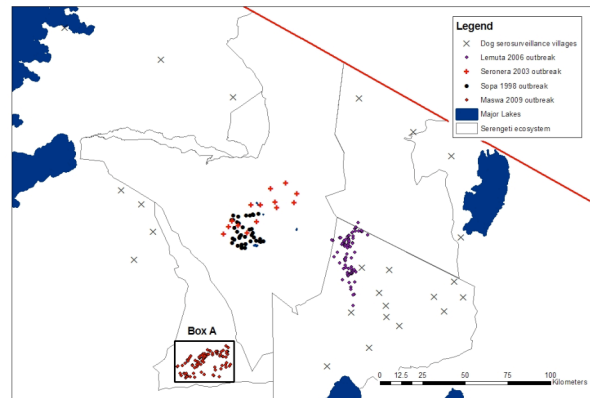 Legend
Dog serosurveillance villages
Lemuta 2006 outbreak
Seronera 2003 outbreak
Sopa 1998 outbreak
Maswa 2009 outbreak
Major Lakes
Serengeti ecosystem
Box A
0 12.5 25 50 75 100
Kilometers